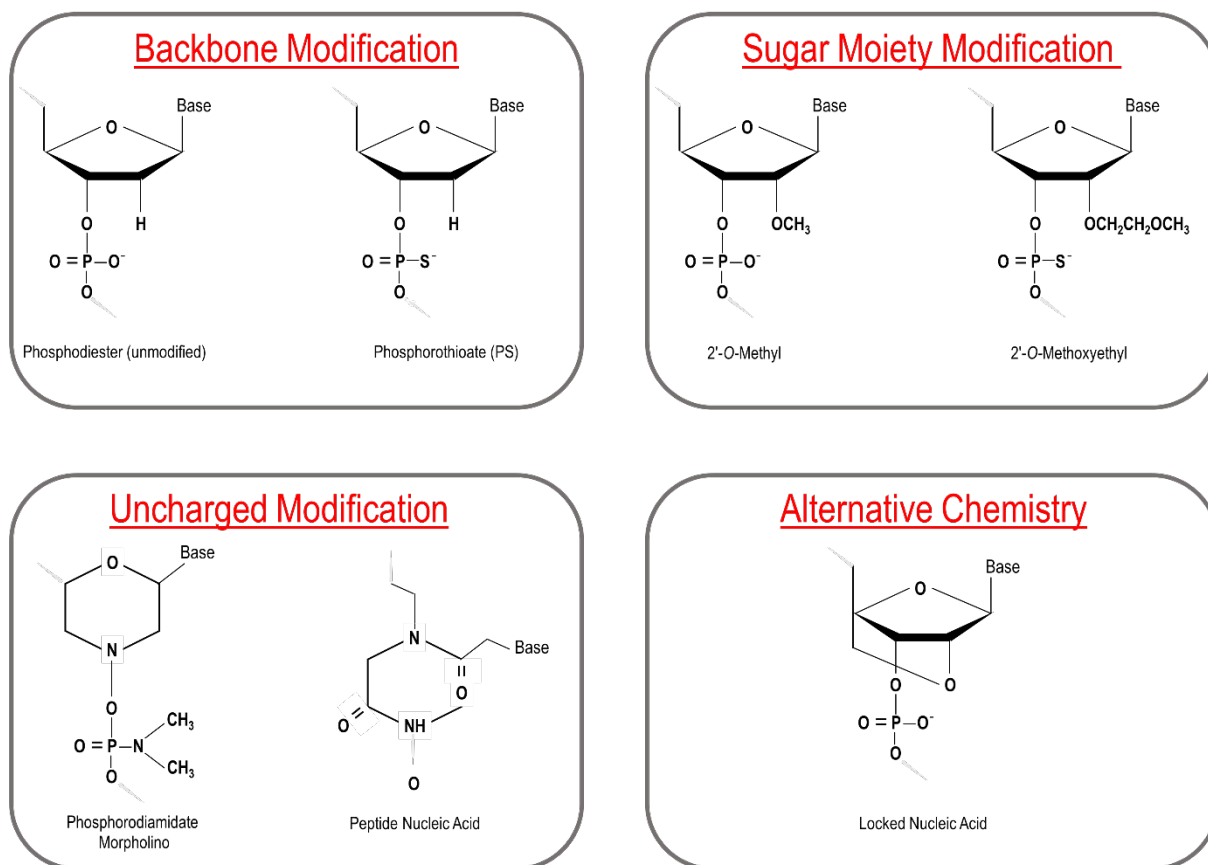 Backbone Modification
Base
O
O
H
O=P–O⁻
O
Phosphodiester (unmodified)
Base
O
O
H
O=P–S⁻
O
Phosphorothioate (PS)
Sugar Moiety Modification
Base
O
O
OCH₃
O=P–O⁻
O
2'-O-Methyl
Base
O
O
OCH₂CH₂OCH₃
O=P–S⁻
O
2'-O-Methoxyethyl
Uncharged Modification
Base
O
N
O
CH₃
O=P–N
CH₃
O
Phosphorodiamidate
Morpholino
N
Base
O
O
NH
O
Peptide Nucleic Acid
Alternative Chemistry
Base
O
O
O
O=P–O⁻
O
Locked Nucleic Acid